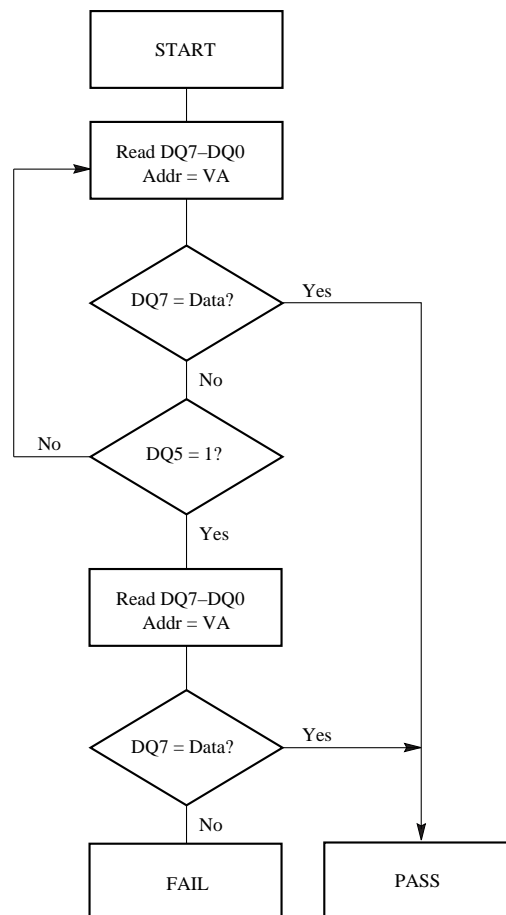 START
Read DQ7–DQ0
Addr = VA
DQ7 = Data?
Yes
No
No
DQ5 = 1?
Yes
Read DQ7–DQ0
Addr = VA
DQ7 = Data?
Yes
No
FAIL
PASS